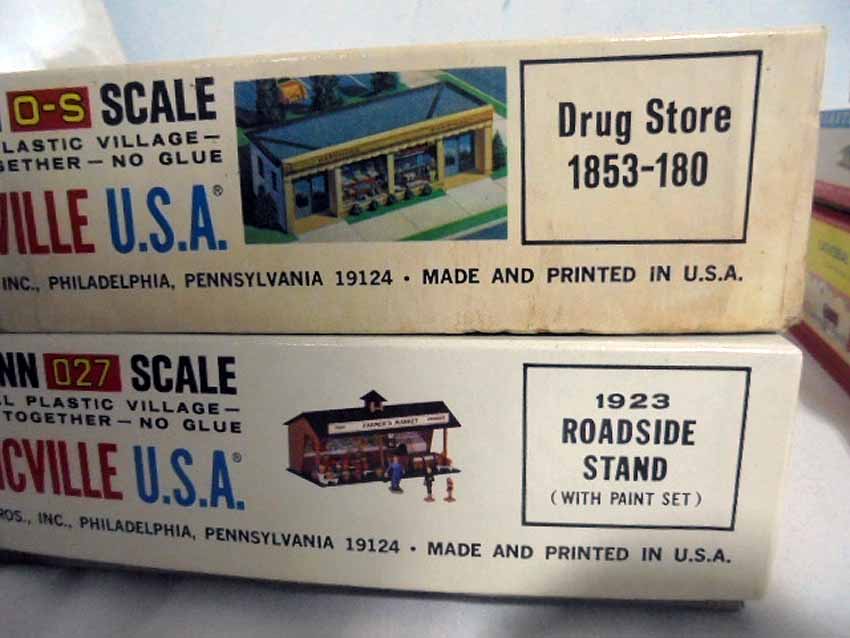 O-S SCALE
LASTIC VILLAGE—
GETHER — NO GLUE
VILLE U.S.A.®
INC., PHILADELPHIA, PENNSYLVANIA 19124 • MADE AND PRINTED IN U.S.A.
Drug Store
1853-180
NN 027 SCALE
L PLASTIC VILLAGE—
TOGETHER — NO GLUE
ICVILLE U.S.A.®
ROS., INC., PHILADELPHIA, PENNSYLVANIA 19124 • MADE AND PRINTED IN U.S.A.
FARMER'S MARKET
1923
ROADSIDE
STAND
(WITH PAINT SET)